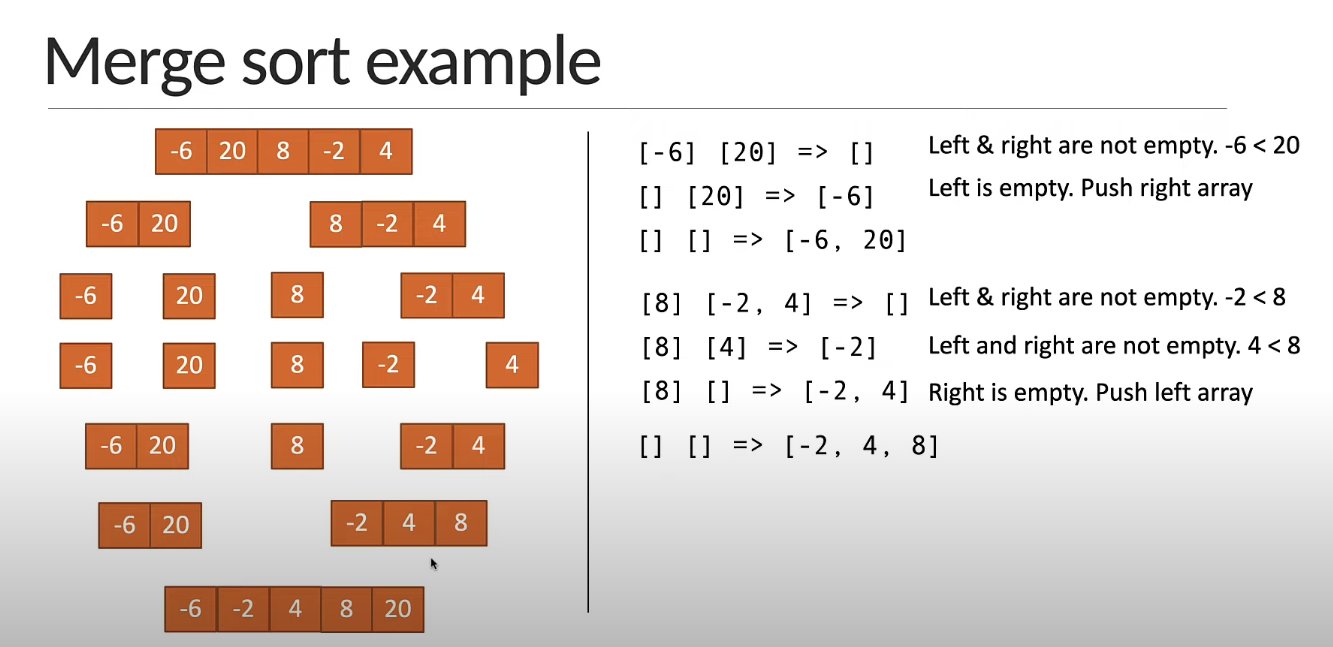 Merge sort example
-6 20 8 -2 4
-6 20 8 -2 4
-6 20 8 -2 4
-6 20 8 -2 4
-6 20 8 -2 4
-6 20 -2 4 8
-6 -2 4 8 20
[-6] [20] => [] Left & right are not empty. -6 < 20
[] [20] => [-6] Left is empty. Push right array
[] [] => [-6, 20]
[8] [-2, 4] => [] Left & right are not empty. -2 < 8
[8] [4] => [-2] Left and right are not empty. 4 < 8
[8] [] => [-2, 4] Right is empty. Push left array
[] [] => [-2, 4, 8]